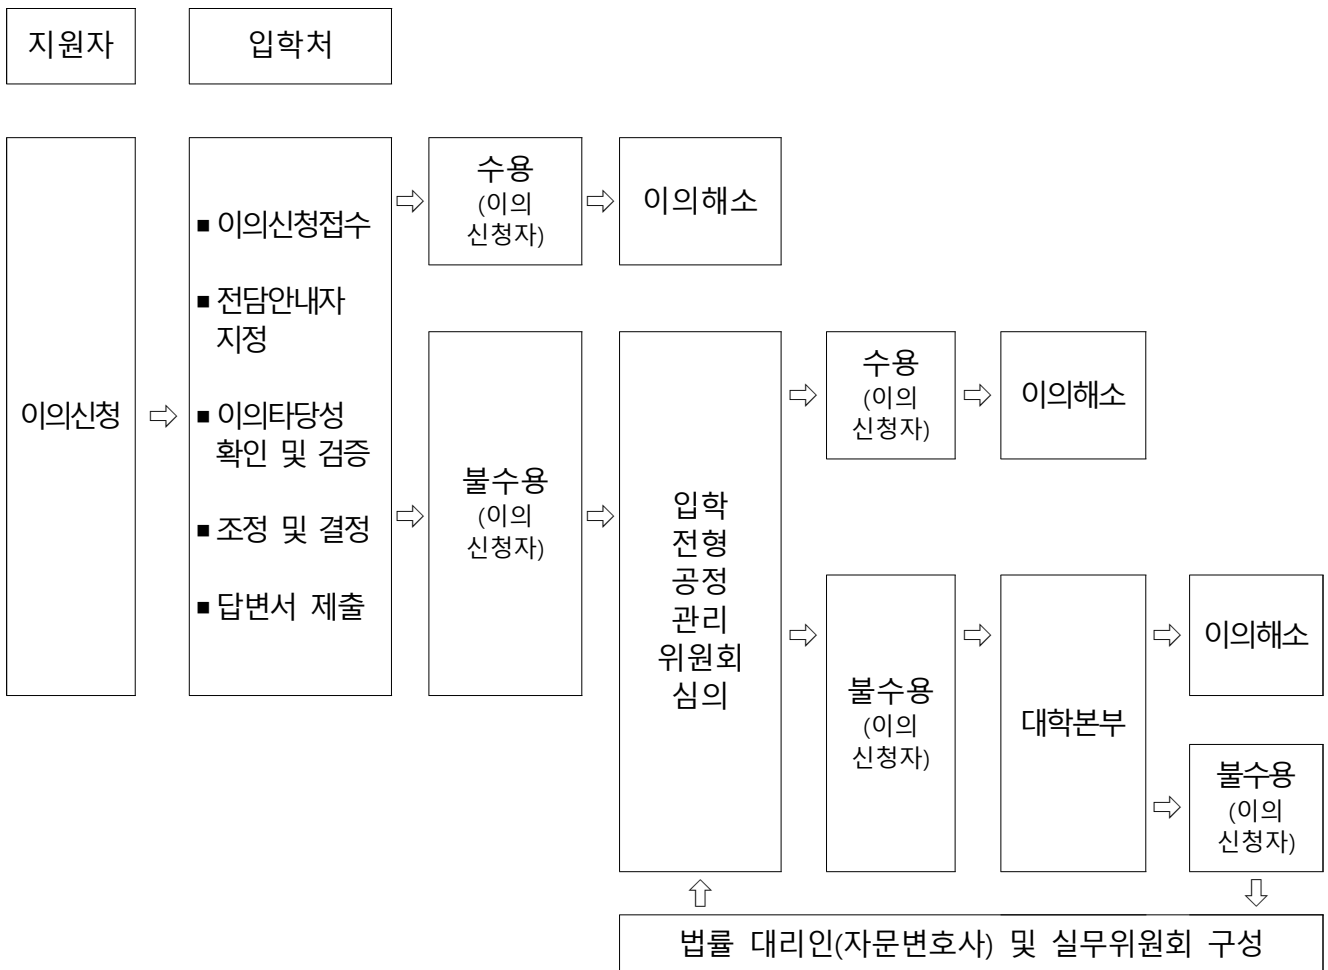 지원자
입학처
이의신청
■ 이의신청접수
■ 전담안내자
지정
■ 이의타당성
확인 및 검증
■ 조정 및 결정
■ 답변서 제출
수용
(이의
신청자)
이의해소
불수용
(이의
신청자)
입학
전형
공정
관리
위원회
심의
수용
(이의
신청자)
이의해소
불수용
(이의
신청자)
대학본부
이의해소
불수용
(이의
신청자)
법률 대리인(자문변호사) 및 실무위원회 구성